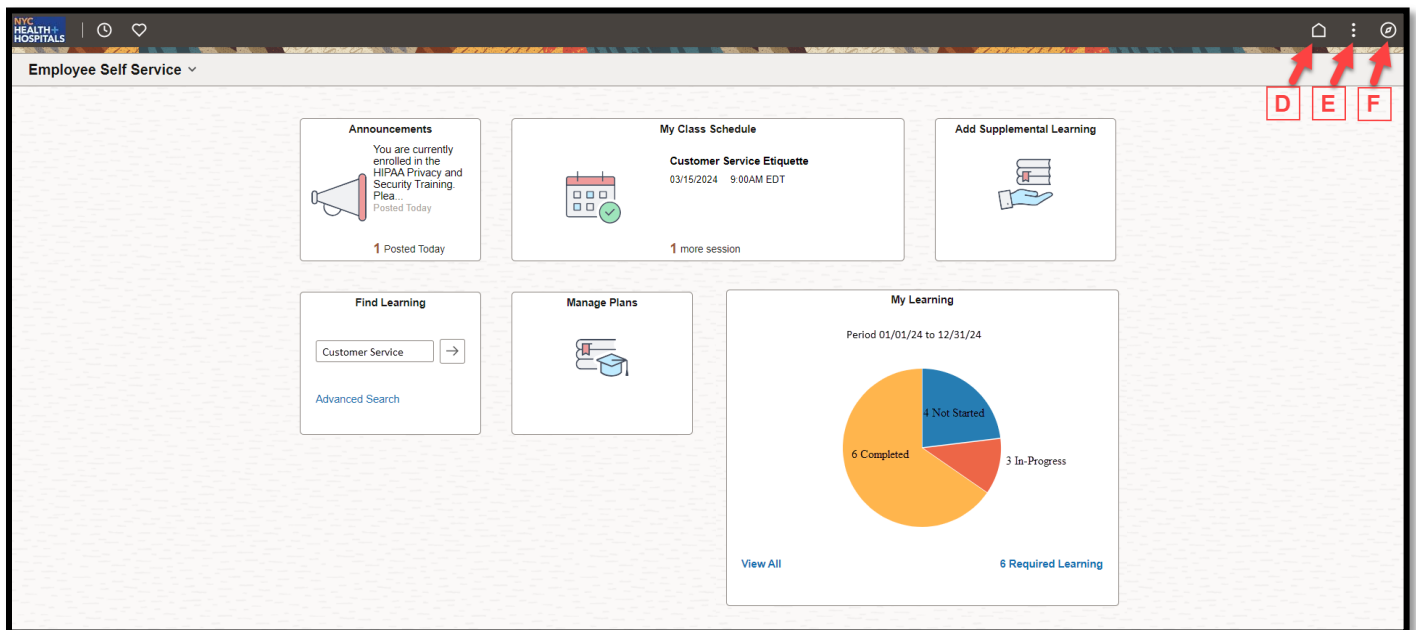 NYC
HEALTH+
HOSPITALS
Employee Self Service
D E F
Announcements
You are currently
enrolled in the
HIPAA Privacy and
Security Training.
Plea...
Posted Today
1 Posted Today
My Class Schedule
Customer Service Etiquette
03/15/2024 9:00AM EDT
1 more session
Add Supplemental Learning
Find Learning
Customer Service
Advanced Search
Manage Plans
My Learning
Period 01/01/24 to 12/31/24
4 Not Started
6 Completed
3 In-Progress
View All
6 Required Learning